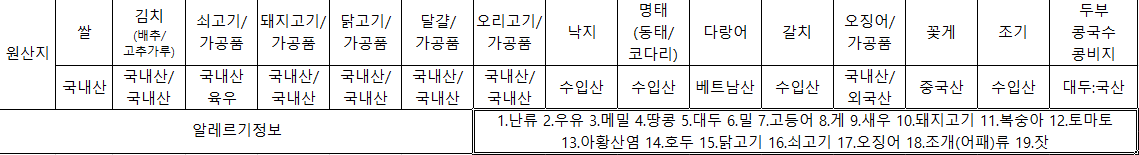 원산지
쌀
김치
(배추/
고추가루)
쇠고기/
가공품
돼지고기/
가공품
닭고기/
가공품
달걀/
가공품
오리고기/
가공품
낙지
명태
(동태/
코다리)
다랑어
갈치
오징어/
가공품
꽃게
조기
두부
콩국수
콩비지
국내산
국내산/
국내산
국내산
육우
국내산/
국내산
국내산/
국내산
국내산/
국내산
국내산/
국내산
수입산
수입산
베트남산
수입산
국내산/
외국산
중국산
수입산
대두:국산
알레르기정보
1.난류 2.우유 3.메밀 4.땅콩 5.대두 6.밀 7.고등어 8.게 9.새우 10.돼지고기 11.복숭아 12.토마토
13.아황산염 14.호두 15.닭고기 16.쇠고기 17.오징어 18.조개(어패)류 19.잣